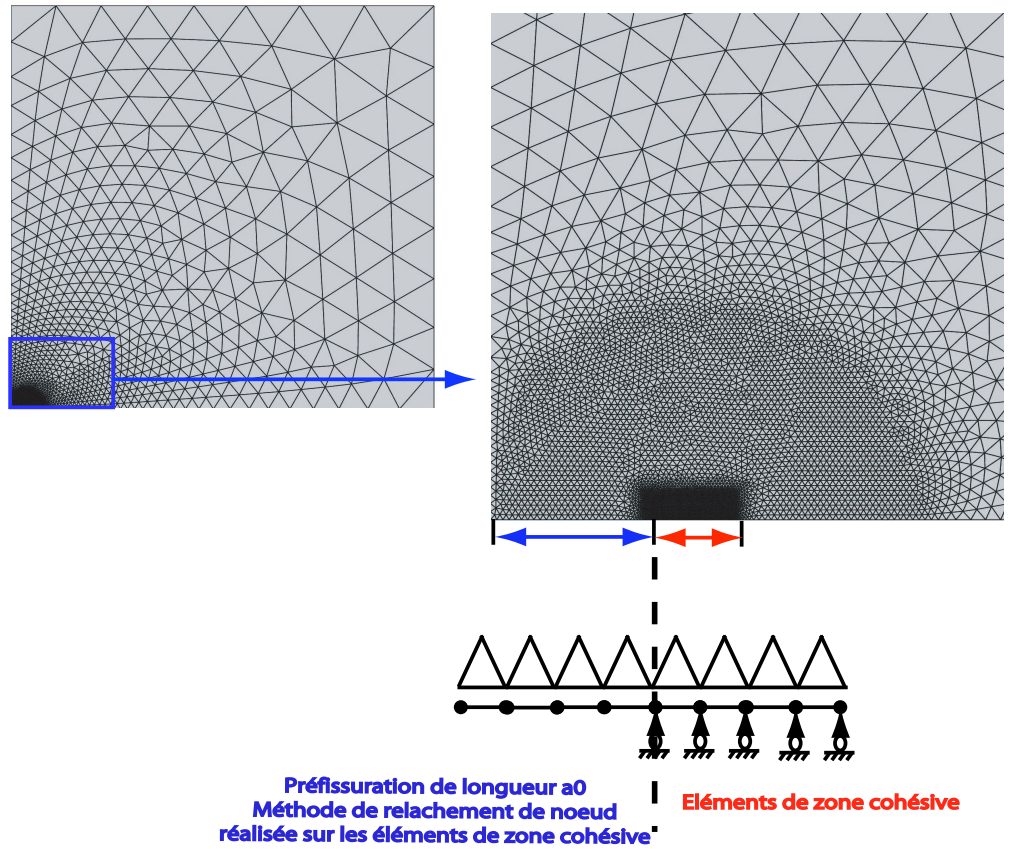 Préfissuration de longueur a0
Méthode de relachement de noeud
réalisée sur les éléments de zone cohésive
Eléments de zone cohésive